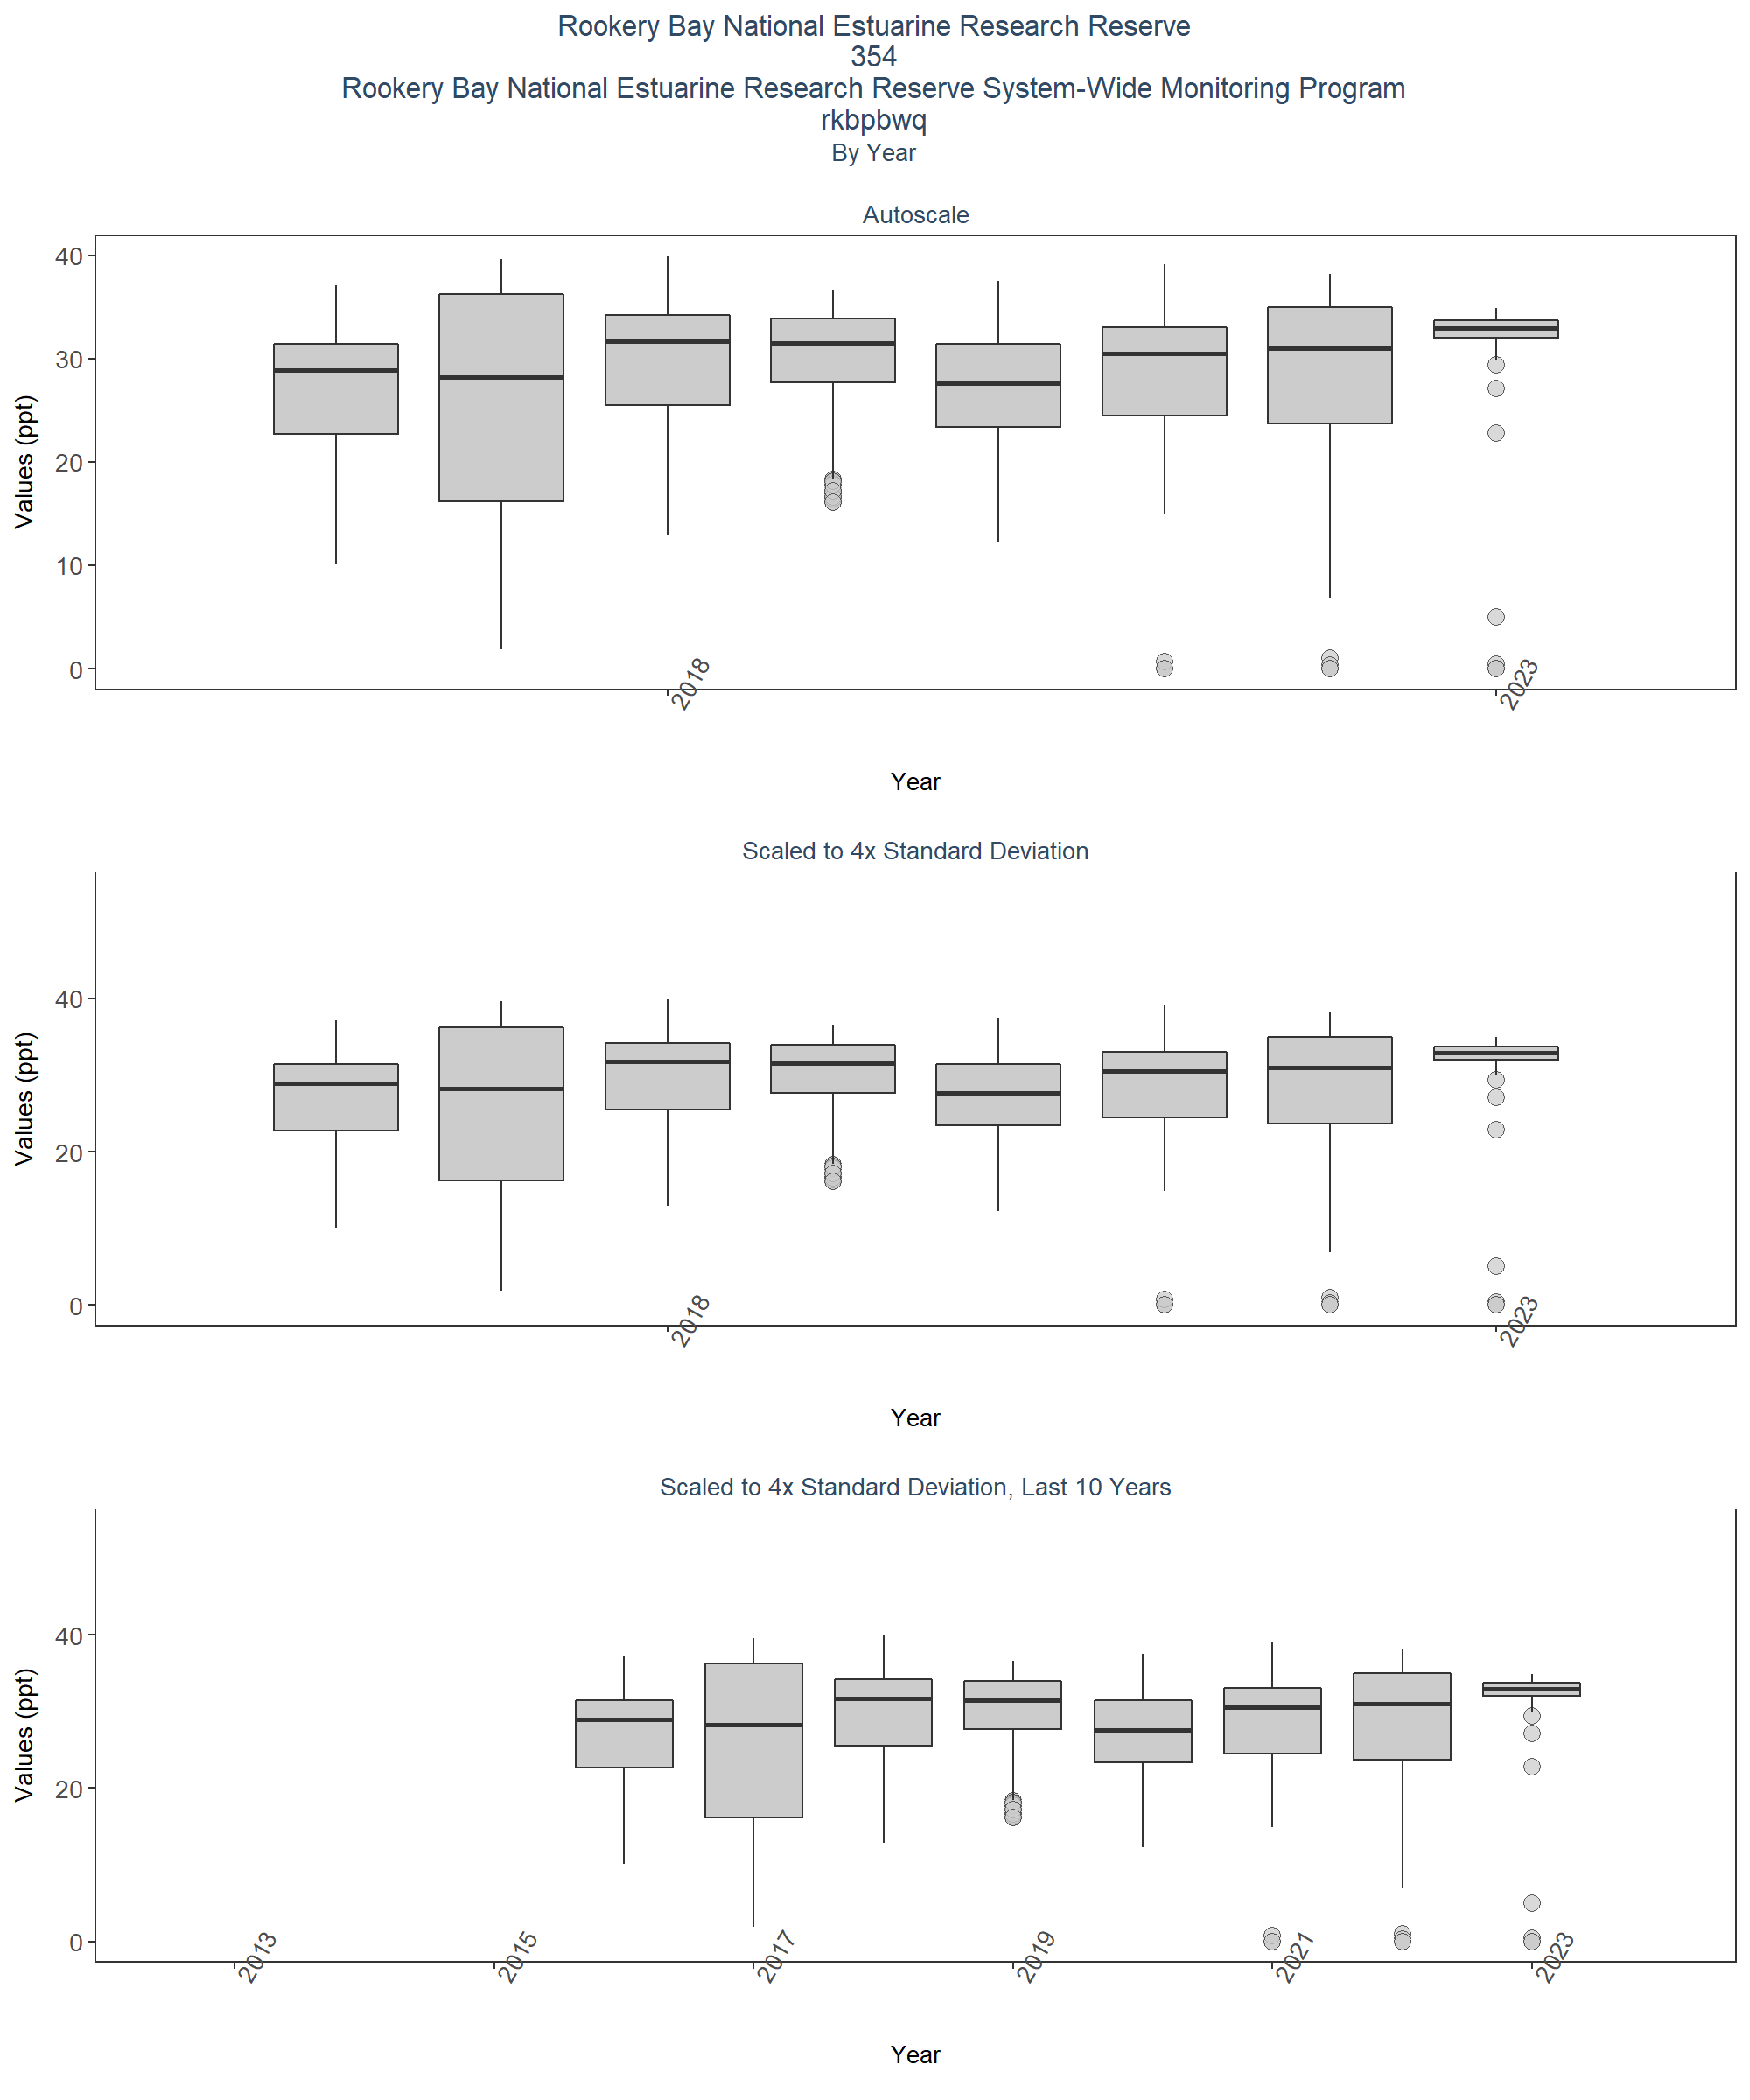 Rookery Bay National Estuarine Research Reserve
354
Rookery Bay National Estuarine Research Reserve System-Wide Monitoring Program
rkbpbwq
By Year
Autoscale
Values (ppt)
40
30
20
10
0
2018
2023
Year
Scaled to 4x Standard Deviation
Values (ppt)
40
20
0
2018
2023
Year
Scaled to 4x Standard Deviation, Last 10 Years
Values (ppt)
40
20
0
2013
2015
2017
2019
2021
2023
Year